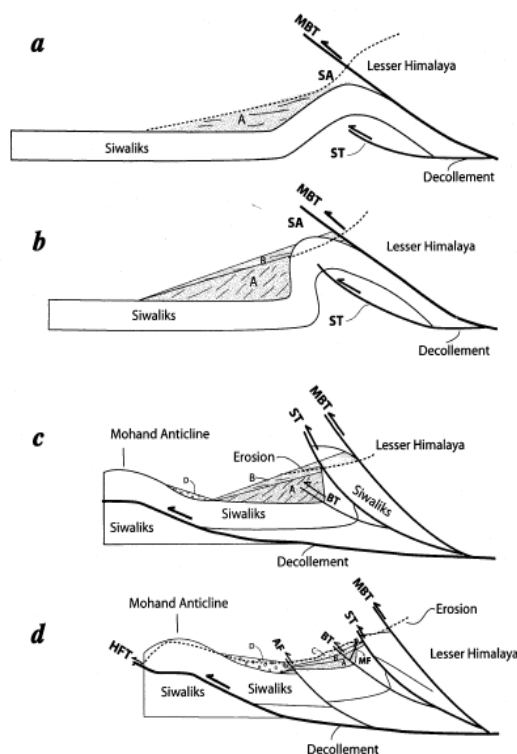 a
MBT
Lesser Himalaya
SA
A
Siwaliks
ST
Decollement
b
MBT
SA
Lesser Himalaya
B
A
Siwaliks
ST
Decollement
c
MBT
ST
Mohand Anticline
Lesser Himalaya
Erosion
D
B
A
BT
Siwaliks
Siwaliks
Siwaliks
Decollement
d
MBT
Mohand Anticline
Erosion
ST
D
AF
BT
C
B
A
MF
HFT
Lesser Himalaya
Siwaliks
Siwaliks
Decollement